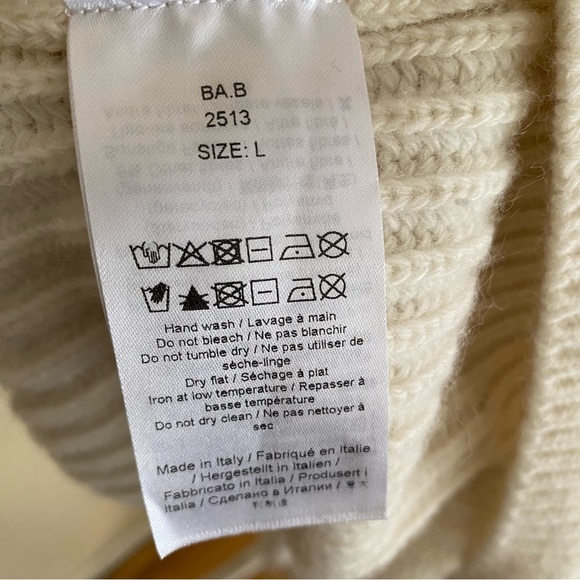 BA.B
2513
SIZE: L
Hand wash / Lavage à main
Do not bleach / Ne pas blanchir
Do not tumble dry / Ne pas utiliser de
sèche-linge
Dry flat / Séchage à plat
Iron at low temperature / Repasser à
basse température
Do not dry clean / Ne pas nettoyer à
sec
Made in Italy / Fabriqué en Italie
/ Hergestellt in Italien /
Fabbricato in Italia / Produsert i
Italia / Сделано в Италии /